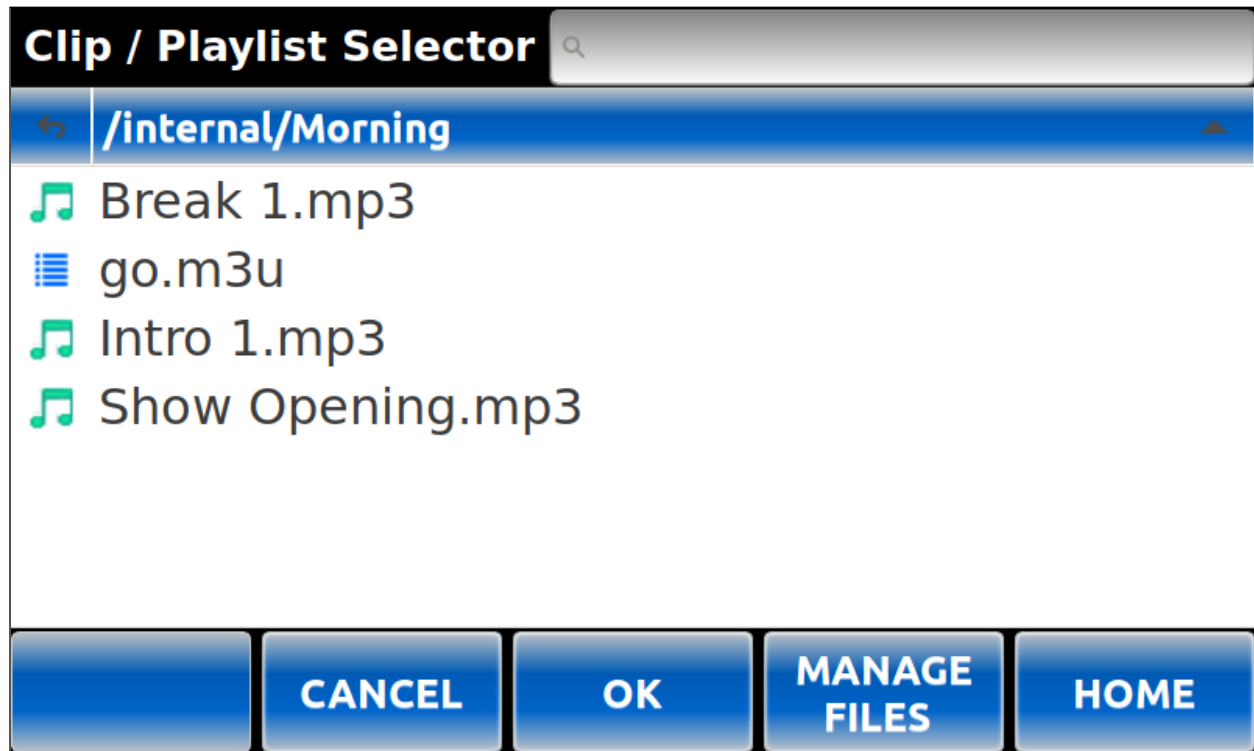 Clip / Playlist Selector
/internal/Morning
Break 1.mp3
go.m3u
Intro 1.mp3
Show Opening.mp3
CANCEL
OK
MANAGE
FILES
HOME